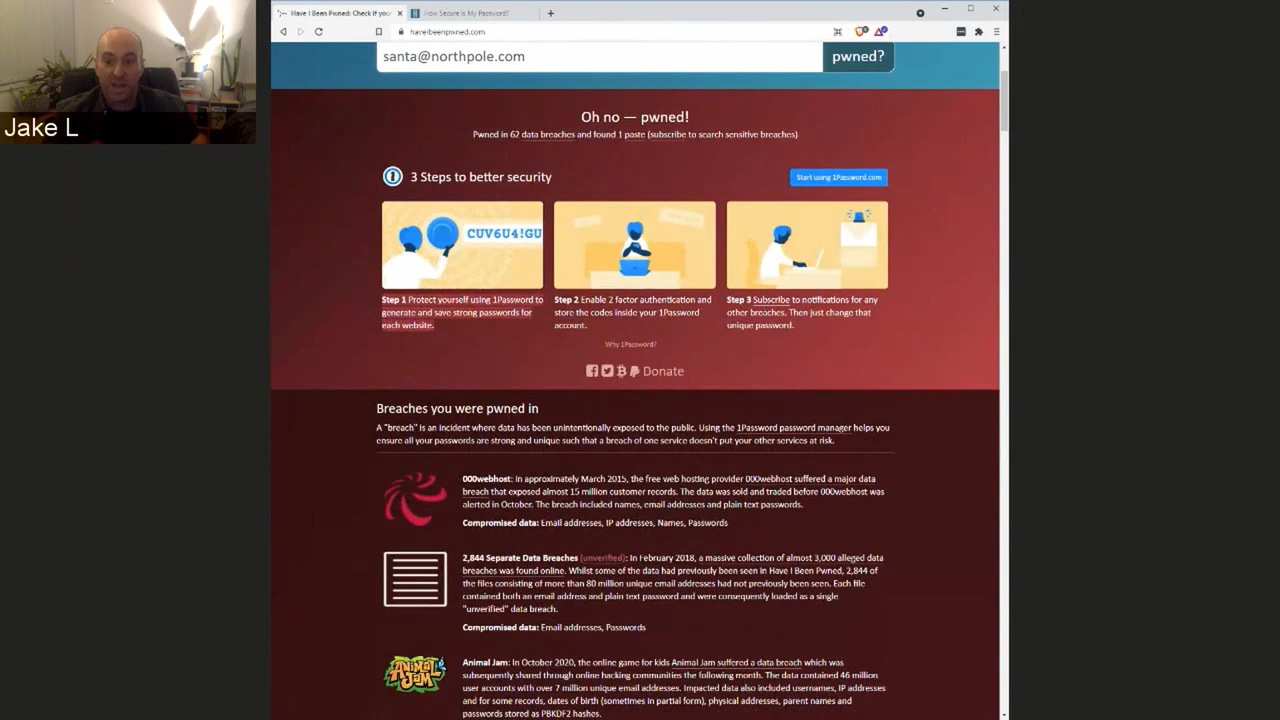 Have I Been Pwned: Check if you
How Secure Is My Password?
haveibeenpwned.com
santa@northpole.com
pwned?
Jake L
Oh no — pwned!
Pwned in 62 data breaches and found 1 paste (subscribe to search sensitive breaches)
3 Steps to better security
Start using 1Password.com
CUV6U4!GU
Step 1 Protect yourself using 1Password to
generate and save strong passwords for
each website.
Step 2 Enable 2 factor authentication and
store the codes inside your 1Password
account.
Step 3 Subscribe to notifications for any
other breaches. Then just change that
unique password.
Why 1Password?
Donate
Breaches you were pwned in
A "breach" is an incident where data has been unintentionally exposed to the public. Using the 1Password password manager helps you
ensure all your passwords are strong and unique such that a breach of one service doesn't put your other services at risk.
000webhost: In approximately March 2015, the free web hosting provider 000webhost suffered a major data
breach that exposed almost 15 million customer records. The data was sold and traded before 000webhost was
alerted in October. The breach included names, email addresses and plain text passwords.
Compromised data: Email addresses, IP addresses, Names, Passwords
2,844 Separate Data Breaches (unverified): In February 2018, a massive collection of almost 3,000 alleged data
breaches was found online. Whilst some of the data had previously been seen in Have I Been Pwned, 2,844 of
the files consisting of more than 80 million unique email addresses had not previously been seen. Each file
contained both an email address and plain text password and were consequently loaded as a single
"unverified" data breach.
Compromised data: Email addresses, Passwords
ANIMAL JAM
Animal Jam: In October 2020, the online game for kids Animal Jam suffered a data breach which was
subsequently shared through online hacking communities the following month. The data contained 46 million
user accounts with over 7 million unique email addresses. Impacted data also included usernames, IP addresses
and for some records, dates of birth (sometimes in partial form), physical addresses, parent names and
passwords stored as PBKDF2 hashes.